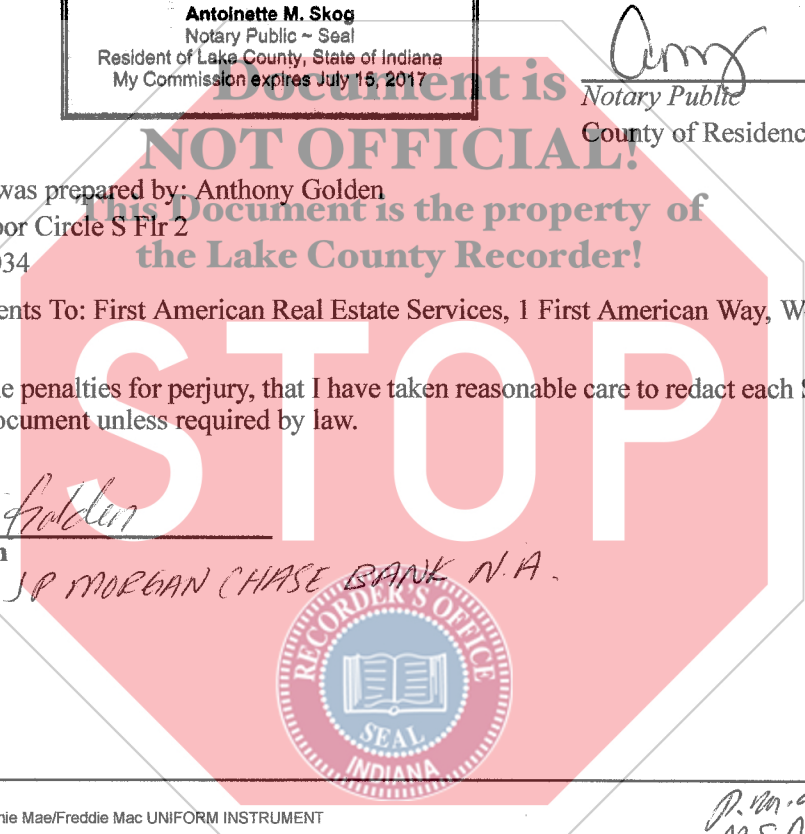 Antoinette M. Skog
Notary Public ~ Seal
Resident of Lake County, State of Indiana
My Commission expires July 15, 2017
Notary Public
County of Residenc
Document is
NOT OFFICIAL!
This Document is the property of
the Lake County Recorder!
was prepared by: Anthony Golden
oor Circle S Flr 2
034
ents To: First American Real Estate Services, 1 First American Way, W
e penalties for perjury, that I have taken reasonable care to redact each S
ocument unless required by law.
STOP
Golden
n
JP MORGAN CHASE BANK N.A.
RECORDER'S OFFICE
SEAL
INDIANA
nie Mae/Freddie Mac UNIFORM INSTRUMENT